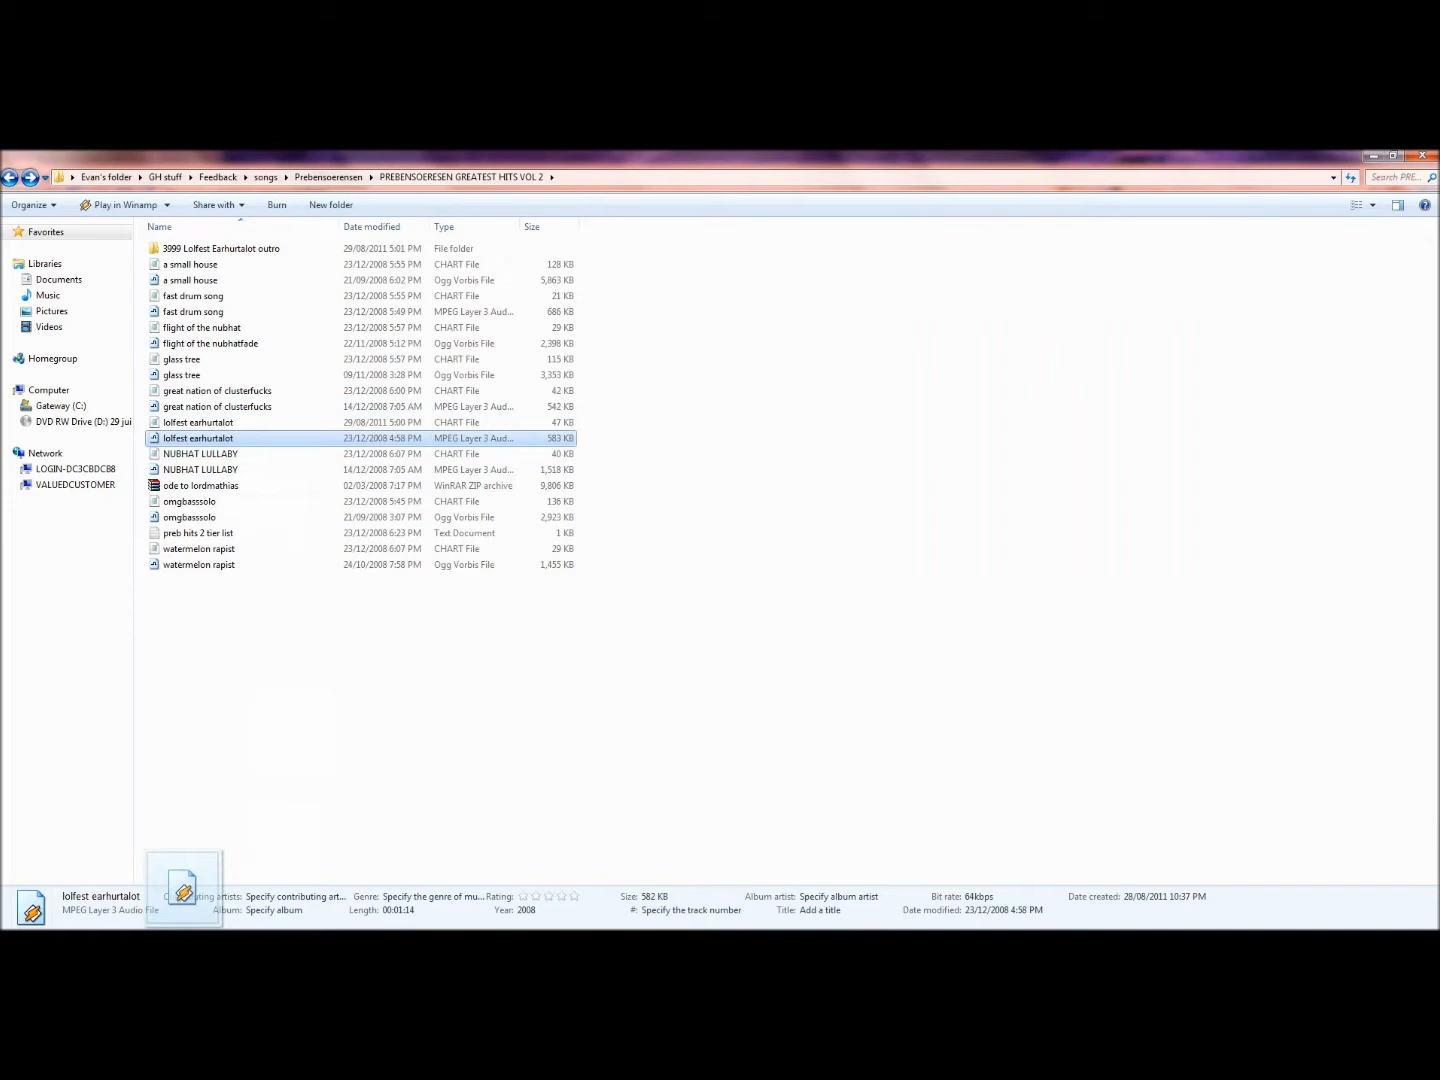 Evan's folder GH stuff Feedback songs Prebensoerensen PREBENSOERESEN GREATEST HITS VOL 2 Search PRE...
Organize Play in Winamp Share with Burn New folder
Favorites
Libraries
Documents
Music
Pictures
Videos
Homegroup
Computer
Gateway (C:)
DVD RW Drive (D:) 29 jui
Network
LOGIN-DC3CBDCB8
VALUEDCUSTOMER
Name Date modified Type Size
3999 Lolfest Earhurtalot outro 29/08/2011 5:01 PM File folder
a small house 23/12/2008 5:55 PM CHART File 128 KB
a small house 21/09/2008 6:02 PM Ogg Vorbis File 5,863 KB
fast drum song 23/12/2008 5:55 PM CHART File 21 KB
fast drum song 23/12/2008 5:49 PM MPEG Layer 3 Aud... 686 KB
flight of the nubhat 23/12/2008 5:57 PM CHART File 29 KB
flight of the nubhatfade 22/11/2008 5:12 PM Ogg Vorbis File 2,398 KB
glass tree 23/12/2008 5:57 PM CHART File 115 KB
glass tree 09/11/2008 3:28 PM Ogg Vorbis File 3,353 KB
great nation of clusterfucks 23/12/2008 6:00 PM CHART File 42 KB
great nation of clusterfucks 14/12/2008 7:05 AM MPEG Layer 3 Aud... 542 KB
lolfest earhurtalot 29/08/2011 5:00 PM CHART File 47 KB
lolfest earhurtalot 23/12/2008 4:58 PM MPEG Layer 3 Aud... 583 KB
NUBHAT LULLABY 23/12/2008 6:07 PM CHART File 40 KB
NUBHAT LULLABY 14/12/2008 7:05 AM MPEG Layer 3 Aud... 1,518 KB
ode to lordmathias 02/03/2008 7:17 PM WinRAR ZIP archive 9,806 KB
omgbasssolo 23/12/2008 5:45 PM CHART File 136 KB
omgbasssolo 21/09/2008 3:07 PM Ogg Vorbis File 2,923 KB
preb hits 2 tier list 23/12/2008 6:23 PM Text Document 1 KB
watermelon rapist 23/12/2008 6:07 PM CHART File 29 KB
watermelon rapist 24/10/2008 7:58 PM Ogg Vorbis File 1,455 KB
lolfest earhurtalot artists: Specify contributing art... Genre: Specify the genre of mu... Rating: Size: 582 KB Album artist: Specify album artist Bit rate: 64kbps Date created: 28/08/2011 10:37 PM
MPEG Layer 3 Audio File Album: Specify album Length: 00:01:14 Year: 2008 #: Specify the track number Title: Add a title Date modified: 23/12/2008 4:58 PM